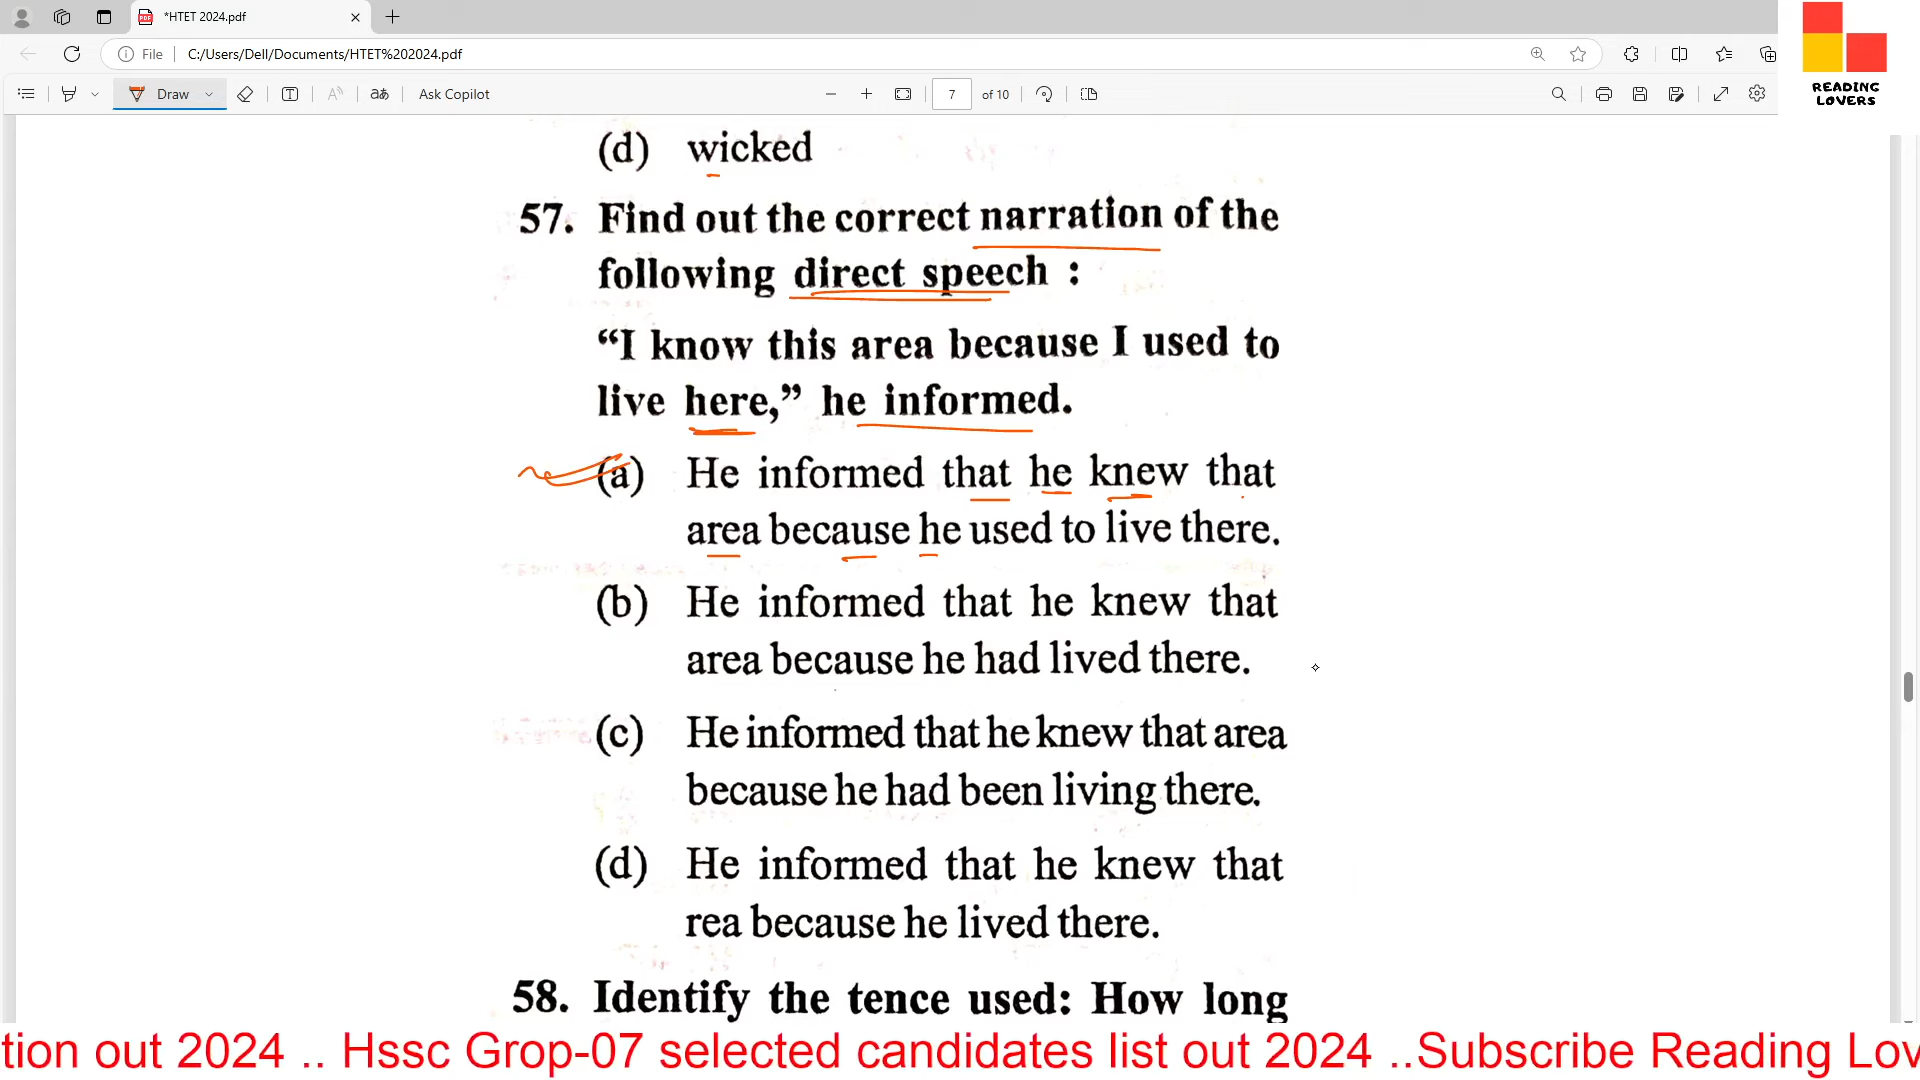 *HTET 2024.pdf
File C:/Users/Dell/Documents/HTET%202024.pdf
Draw aあ Ask Copilot 7 of 10
READING
LOVERS
(d) wicked
57. Find out the correct narration of the
following direct speech :
“I know this area because I used to
live here,” he informed.
(a) He informed that he knew that
area because he used to live there.
(b) He informed that he knew that
area because he had lived there.
(c) He informed that he knew that area
because he had been living there.
(d) He informed that he knew that
rea because he lived there.
58. Identify the tence used: How long
tion out 2024 .. Hssc Grop-07 selected candidates list out 2024 ..Subscribe Reading Lov